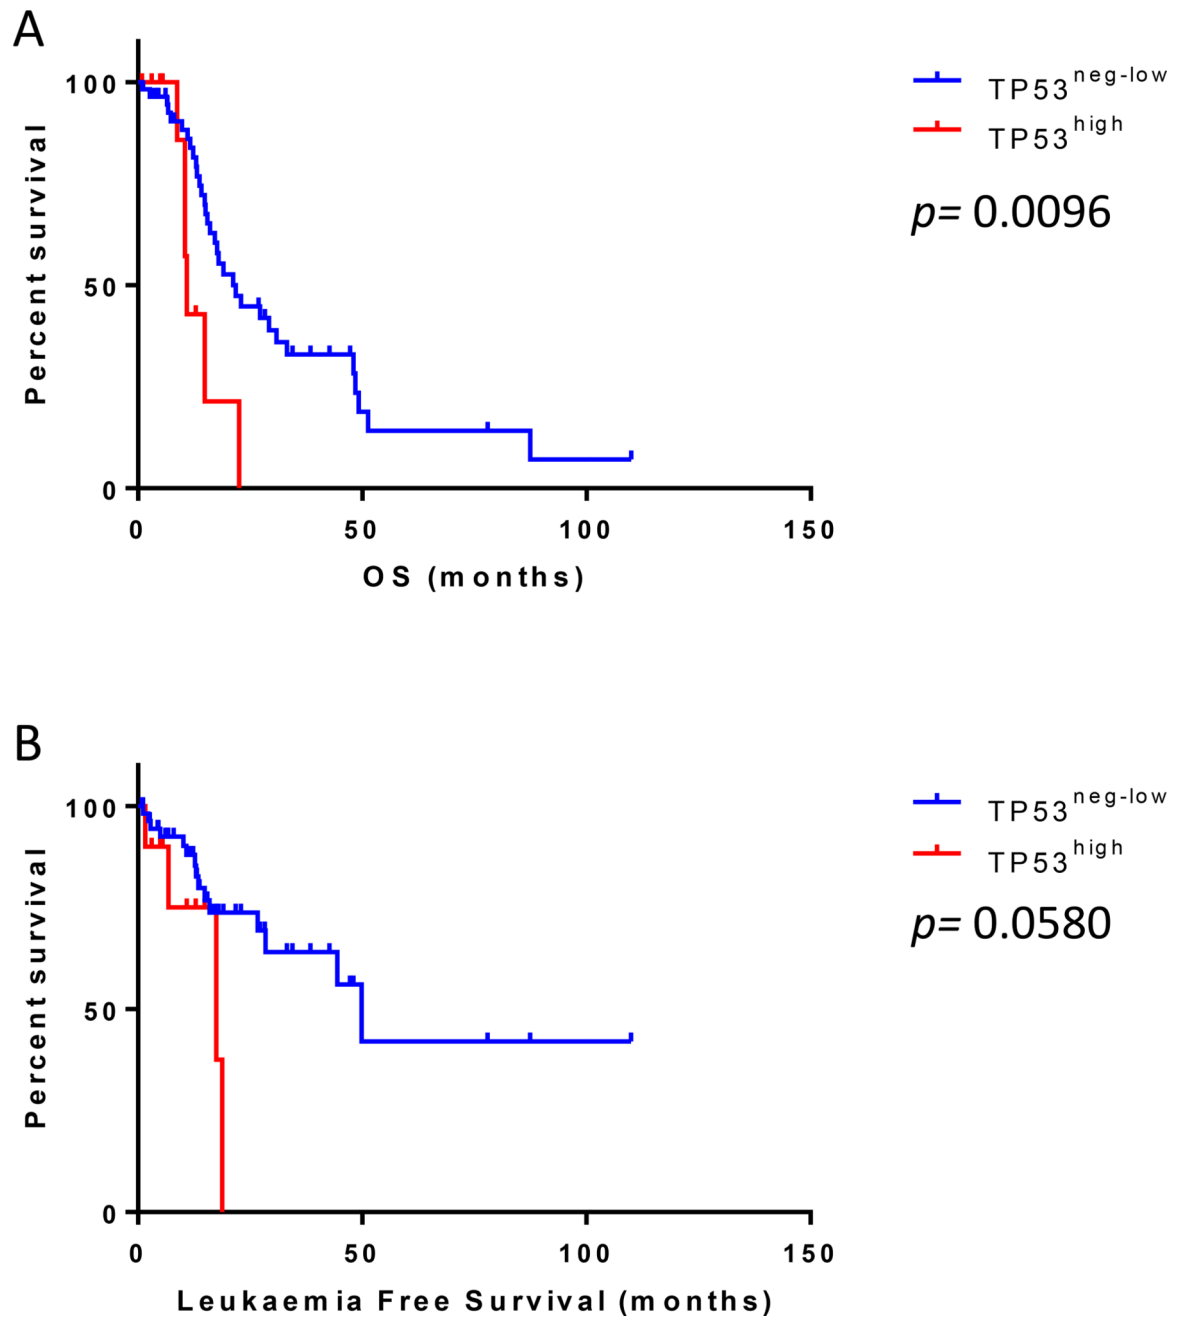 A
100
50
0
Percent survival
0 50 100 150
OS (months)
TP53neg-low
TP53high
p= 0.0096
B
100
50
0
Percent survival
0 50 100 150
Leukaemia Free Survival (months)
TP53neg-low
TP53high
p= 0.0580